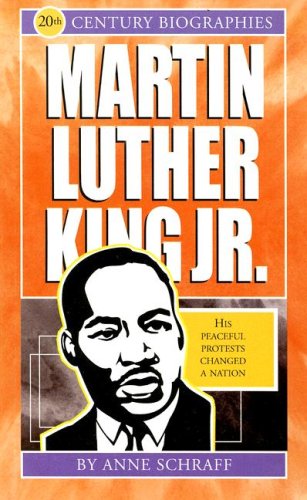 20th CENTURY BIOGRAPHIES
MARTIN
LUTHER
KING JR.
HIS
PEACEFUL
PROTESTS
CHANGED
A NATION
BY ANNE SCHRAFF